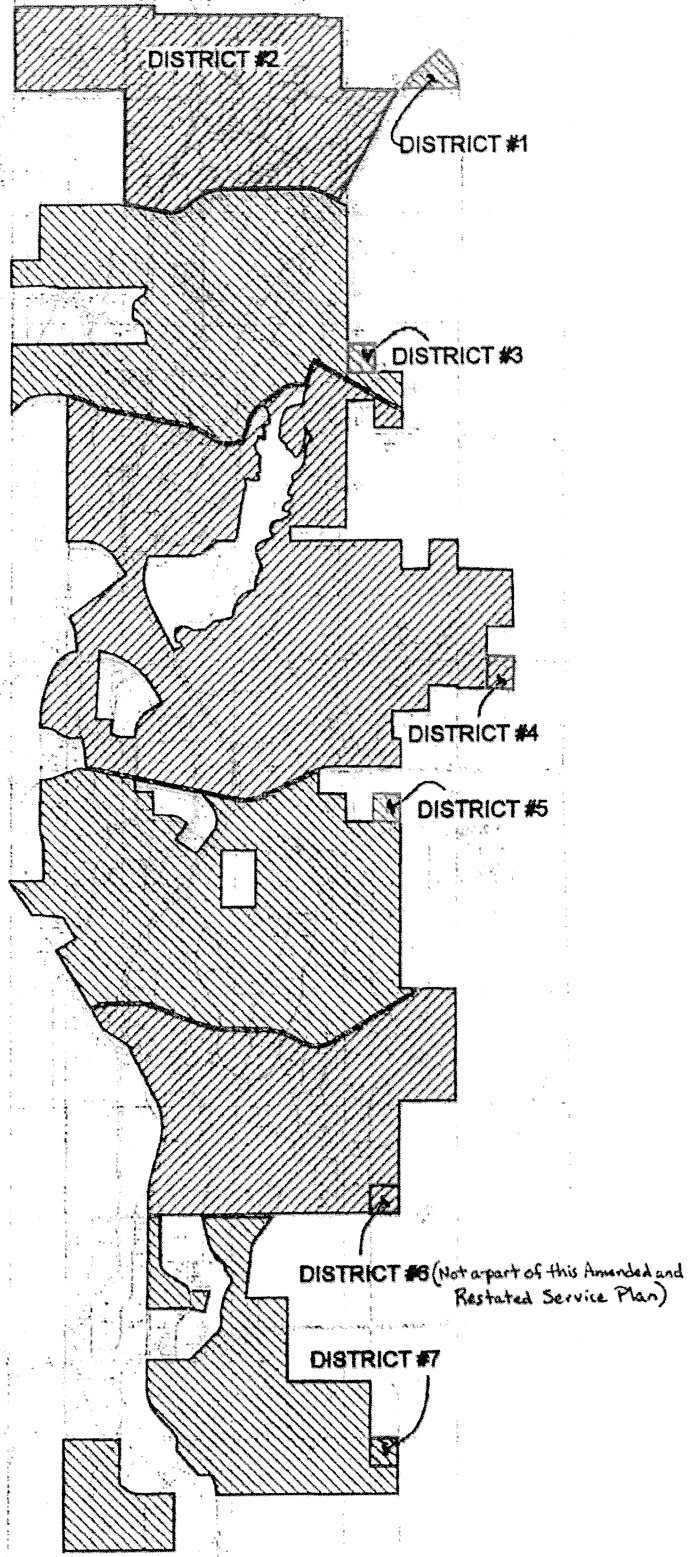 DISTRICT #2
DISTRICT #1
DISTRICT #3
DISTRICT #4
DISTRICT #5
DISTRICT #6 (Not a part of this Amended and
Restated Service Plan)
DISTRICT #7